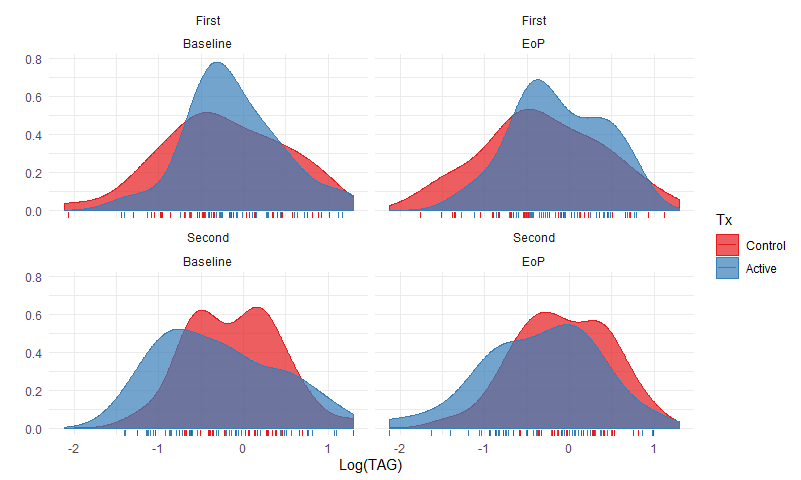 First First
Baseline EoP
0.8
0.6
0.4
0.2
0.0
Second Second
Baseline EoP
0.8
0.6
0.4
0.2
0.0
-2 -1 0 1 -2 -1 0 1
Log(TAG)
Tx
Control
Active